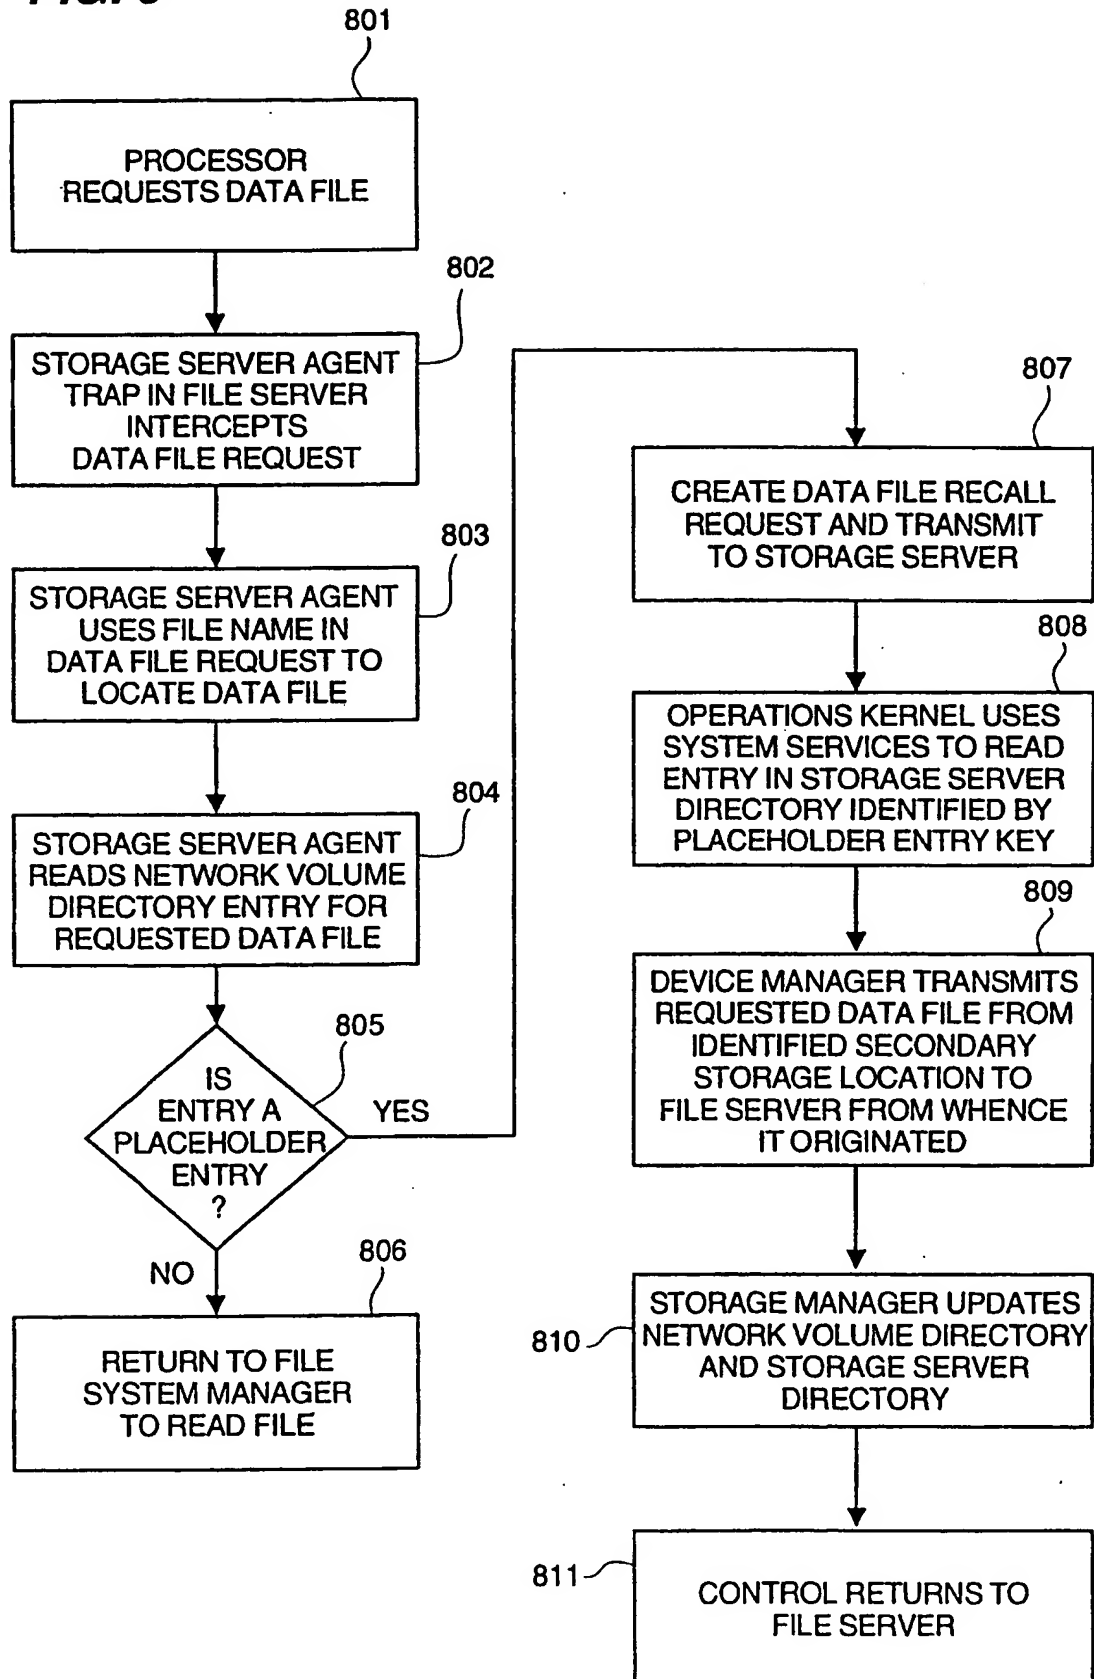 801
PROCESSOR
REQUESTS DATA FILE
802
STORAGE SERVER AGENT
TRAP IN FILE SERVER
INTERCEPTS
DATA FILE REQUEST
803
STORAGE SERVER AGENT
USES FILE NAME IN
DATA FILE REQUEST TO
LOCATE DATA FILE
804
STORAGE SERVER AGENT
READS NETWORK VOLUME
DIRECTORY ENTRY FOR
REQUESTED DATA FILE
805
IS
ENTRY A
PLACEHOLDER
ENTRY
?
YES
NO
806
RETURN TO FILE
SYSTEM MANAGER
TO READ FILE
807
CREATE DATA FILE RECALL
REQUEST AND TRANSMIT
TO STORAGE SERVER
808
OPERATIONS KERNEL USES
SYSTEM SERVICES TO READ
ENTRY IN STORAGE SERVER
DIRECTORY IDENTIFIED BY
PLACEHOLDER ENTRY KEY
809
DEVICE MANAGER TRANSMITS
REQUESTED DATA FILE FROM
IDENTIFIED SECONDARY
STORAGE LOCATION TO
FILE SERVER FROM WHENCE
IT ORIGINATED
810
STORAGE MANAGER UPDATES
NETWORK VOLUME DIRECTORY
AND STORAGE SERVER
DIRECTORY
811
CONTROL RETURNS TO
FILE SERVER